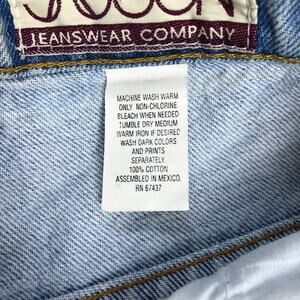 JEANSWEAR COMPANY
MACHINE WASH WARM
ONLY NON-CHLORINE
BLEACH WHEN NEEDED
TUMBLE DRY MEDIUM
WARM IRON IF DESIRED
WASH DARK COLORS
AND PRINTS
SEPARATELY.
100% COTTON
ASSEMBLED IN MEXICO.
RN 67437